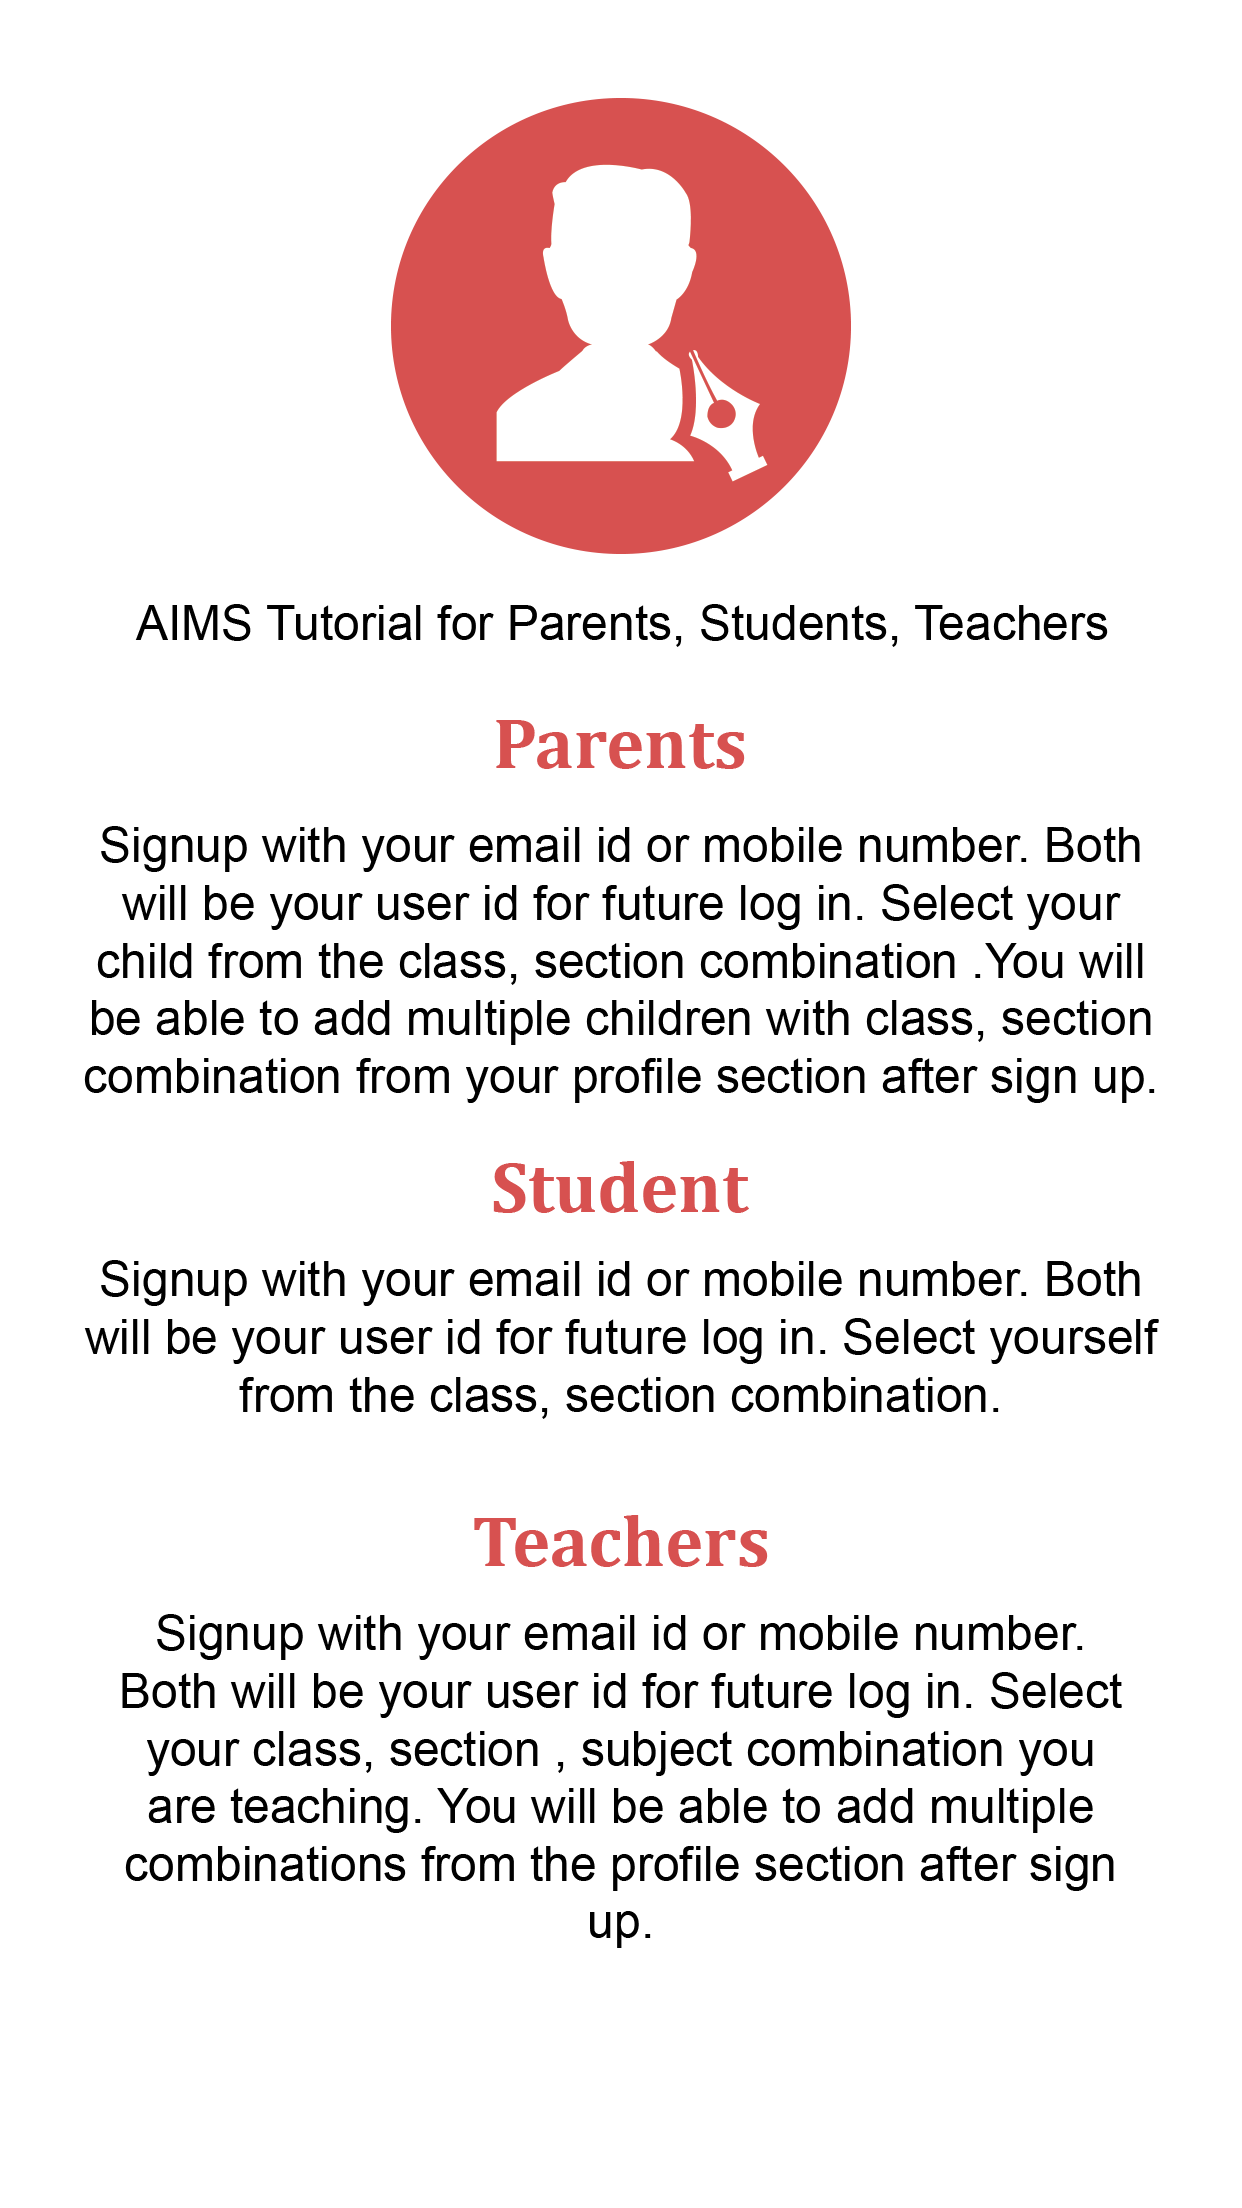 AIMS Tutorial for Parents, Students, Teachers
Parents
Signup with your email id or mobile number. Both
will be your user id for future log in. Select your
child from the class, section combination .You will
be able to add multiple children with class, section
combination from your profile section after sign up.
Student
Signup with your email id or mobile number. Both
will be your user id for future log in. Select yourself
from the class, section combination.
Teachers
Signup with your email id or mobile number.
Both will be your user id for future log in. Select
your class, section , subject combination you
are teaching. You will be able to add multiple
combinations from the profile section after sign
up.